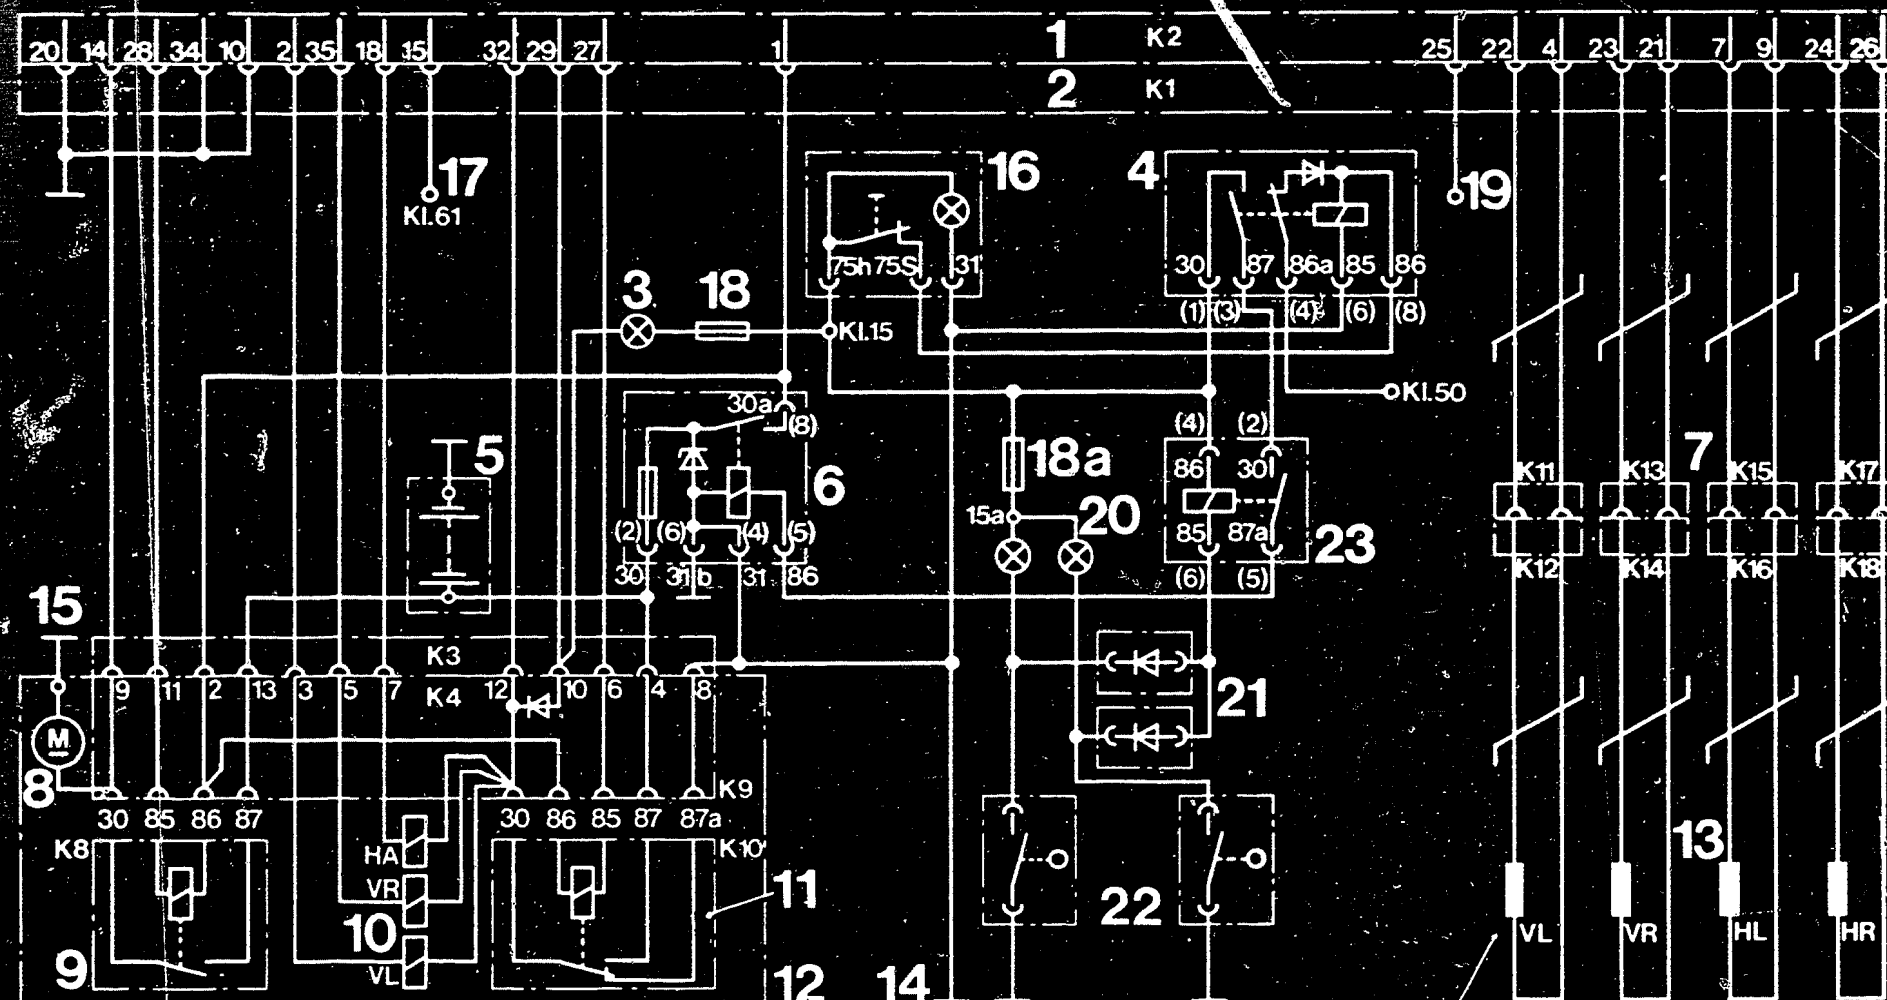 20 14 28 34 10 2 35 18 15 32 29 27 1 1 K2 25 22 4 23 21 7 9 24 26
2 K1
17
Kl.61
16
4
19
75h 75S 31
30 87 86a 85 86
(1) (3) (4) (6) (8)
3 18
Kl.15
Kl.50
30a
(8)
(4) (2)
5
6
18a
86 30
7
K11 K13 K15 K17
15a
20
(2) (6) (4) (5)
85 87a
23
30 31b 31 86
(6) (5)
K12 K14 K16 K18
15
K3
9 11 2 13 3 5 7 K4 12 10 6 4 8
21
M
8
K9
30 85 86 87 30 86 85 87 87a
K8
HA
K10
13
VR
11
10
22
VL VR HL HR
9
VL
12 14